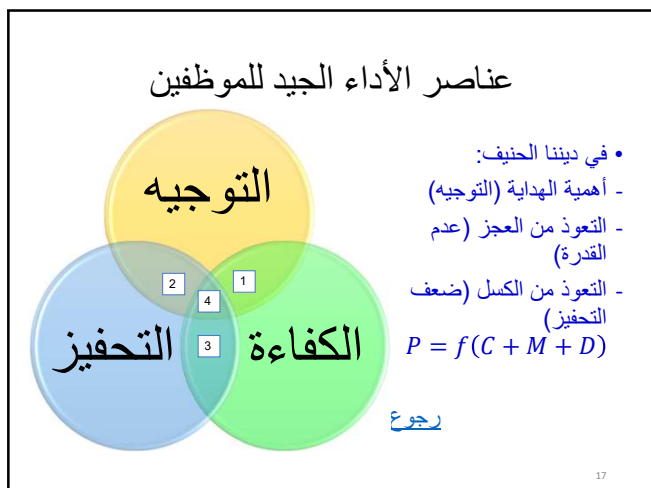 عناصر الأداء الجيد للموظفين
• في ديننا الحنيف:
- أهمية الهداية (التوجيه)
- التعوذ من العجز (عدم
القدرة)
- التعوذ من الكسل (ضعف
التحفيز)
P = f(C + M + D)
رجوع
التوجيه
2
1
4
الكفاءة
3
التحفيز
17